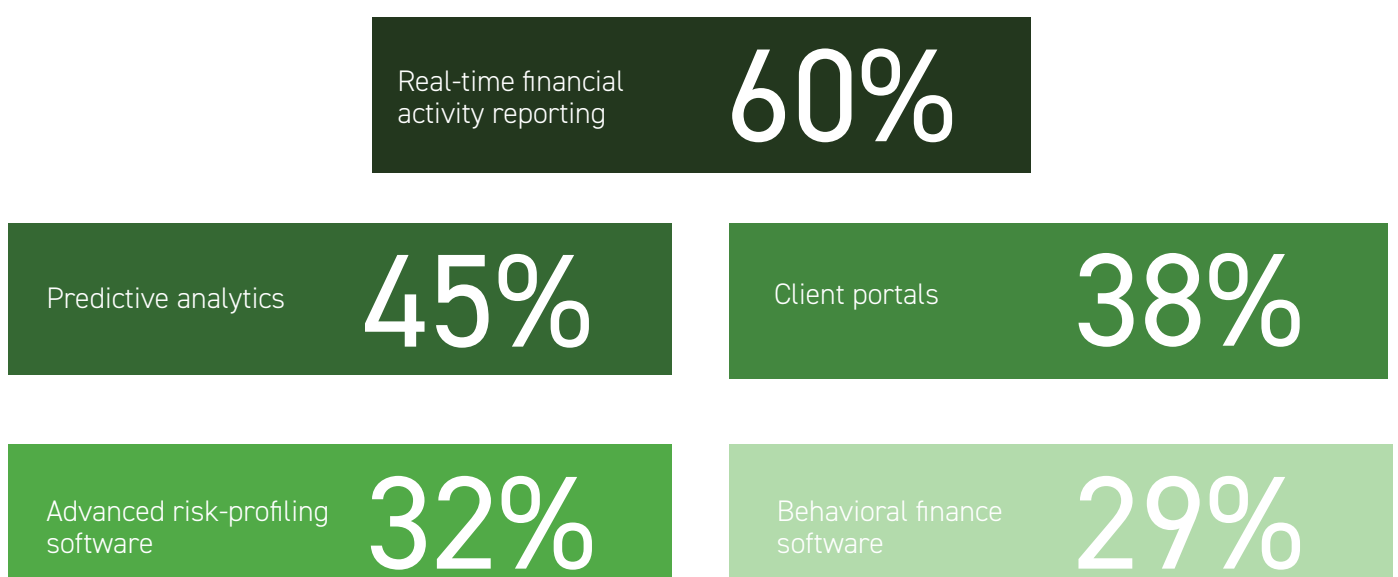 Real-time financial
activity reporting
60%
Predictive analytics
45%
Client portals
38%
Advanced risk-profiling
software
32%
Behavioral finance
software
29%